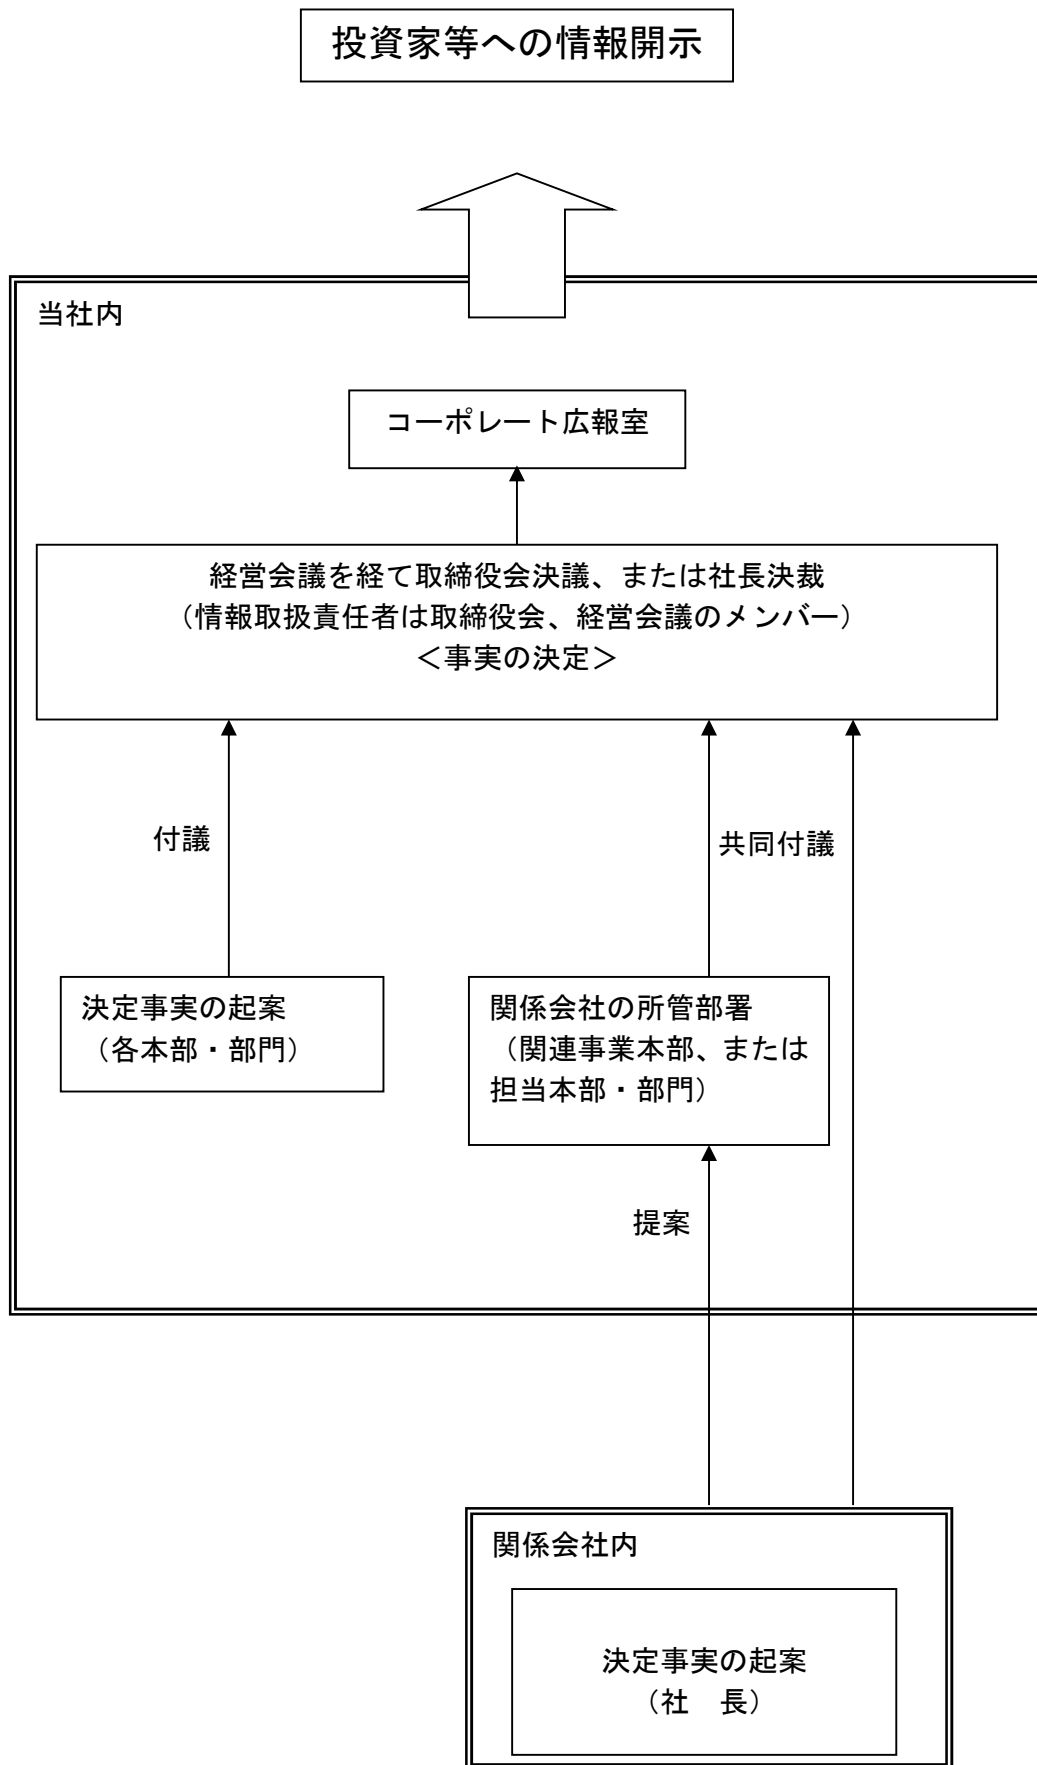 投資家等への情報開示
当社内
コーポレート広報室
経営会議を経て取締役会決議、または社長決裁
（情報取扱責任者は取締役会、経営会議のメンバー）
＜事実の決定＞
付議
共同付議
決定事実の起案
（各本部・部門）
関係会社の所管部署
（関連事業本部、または
担当本部・部門）
提案
関係会社内
決定事実の起案
（社　長）